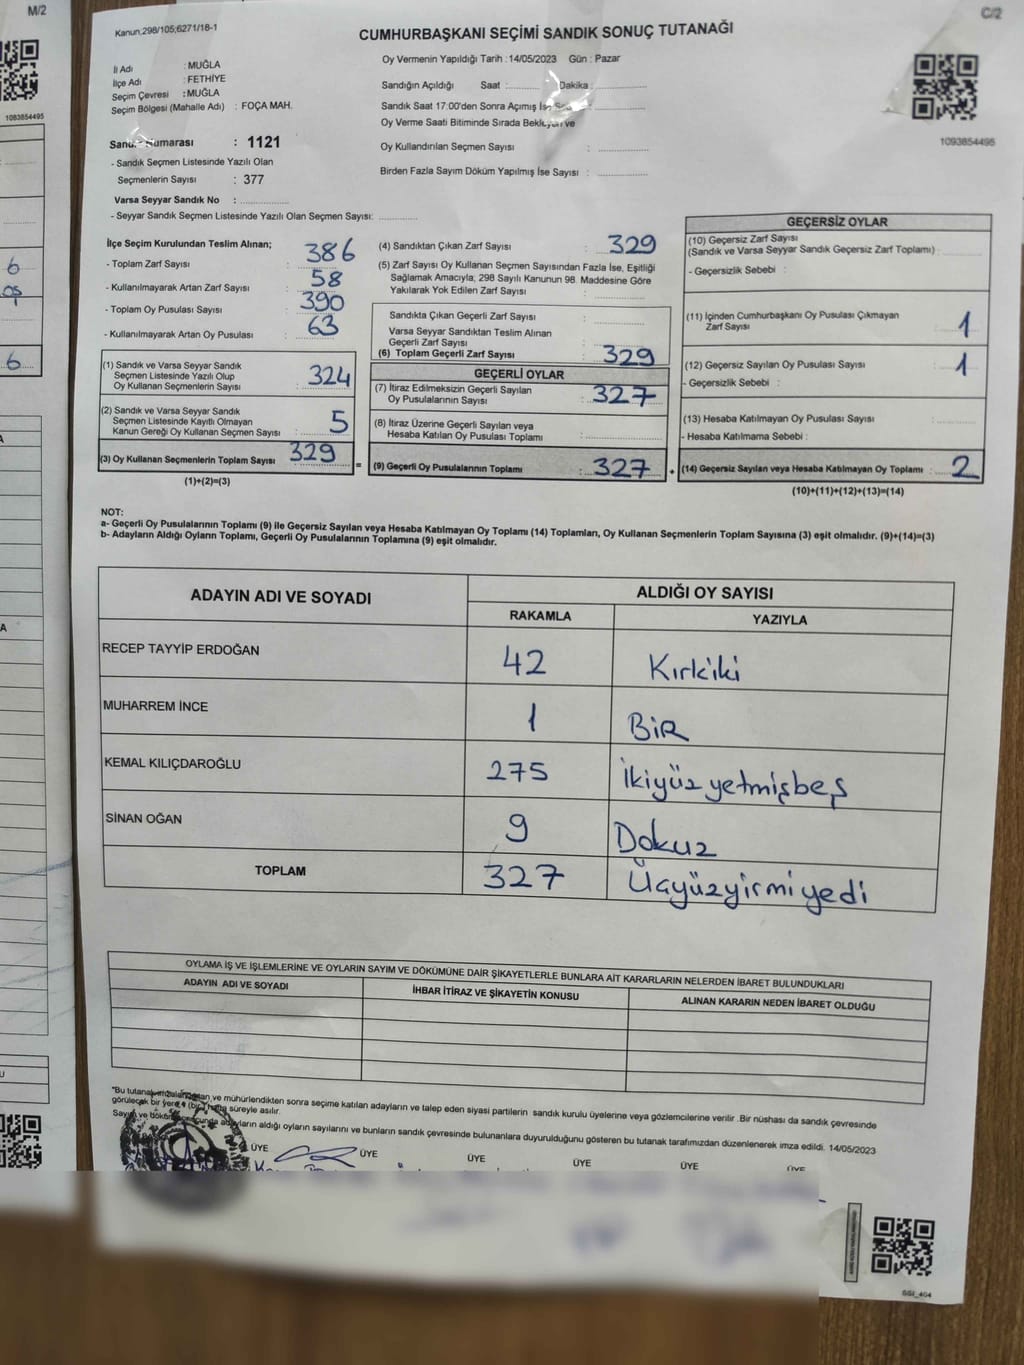 M/2
1093854495
6
6
Kanun;298/105;6271/18-1
C/2
CUMHURBAŞKANI SEÇİMİ SANDIK SONUÇ TUTANAĞI
İl Adı : MUĞLA
İlçe Adı : FETHİYE
Seçim Çevresi : MUĞLA
Seçim Bölgesi (Mahalle Adı) : FOÇA MAH.
Oy Vermenin Yapıldığı Tarih : 14/05/2023 Gün : Pazar
Sandığın Açıldığı Saat : Dakika :
Sandık Saat 17:00'den Sonra Açımış İse
Oy Verme Saati Bitiminde Sırada Bekleyen ve
Oy Kullandırılan Seçmen Sayısı :
Birden Fazla Sayım Döküm Yapılmış İse Sayısı :
1093854495
Numarası : 1121
- Sandık Seçmen Listesinde Yazılı Olan
Seçmenlerin Sayısı : 377
Varsa Seyyar Sandık No :
- Seyyar Sandık Seçmen Listesinde Yazılı Olan Seçmen Sayısı:
İlçe Seçim Kurulundan Teslim Alınan;
- Toplam Zarf Sayısı : 386
- Kullanılmayarak Artan Zarf Sayısı : 58
- Toplam Oy Pusulası Sayısı : 390
- Kullanılmayarak Artan Oy Pusulası : 63
(1) Sandık ve Varsa Seyyar Sandık
Seçmen Listesinde Yazılı Olup
Oy Kullanan Seçmenlerin Sayısı : 324
(2) Sandık ve Varsa Seyyar Sandık
Seçmen Listesinde Kayıtlı Olmayan
Kanun Gereği Oy Kullanan Seçmen Sayısı : 5
(3) Oy Kullanan Seçmenlerin Toplam Sayısı : 329
(1)+(2)=(3)
(4) Sandıktan Çıkan Zarf Sayısı : 329
(5) Zarf Sayısı Oy Kullanan Seçmen Sayısından Fazla İse, Eşitliği
Sağlamak Amacıyla, 298 Sayılı Kanunun 98. Maddesine Göre
Yakılarak Yok Edilen Zarf Sayısı :
Sandıkta Çıkan Geçerli Zarf Sayısı :
Varsa Seyyar Sandıktan Teslim Alınan
Geçerli Zarf Sayısı :
(6) Toplam Geçerli Zarf Sayısı : 329
GEÇERLİ OYLAR
(7) İtiraz Edilmeksizin Geçerli Sayılan
Oy Pusulalarının Sayısı : 327
(8) İtiraz Üzerine Geçerli Sayılan veya
Hesaba Katılan Oy Pusulası Toplamı :
= (9) Geçerli Oy Pusulalarının Toplamı : 327 +
GEÇERSİZ OYLAR
(10) Geçersiz Zarf Sayısı
(Sandık ve Varsa Seyyar Sandık Geçersiz Zarf Toplamı) :
- Geçersizlik Sebebi :
(11) İçinden Cumhurbaşkanı Oy Pusulası Çıkmayan
Zarf Sayısı : 1
(12) Geçersiz Sayılan Oy Pusulası Sayısı : 1
- Geçersizlik Sebebi :
(13) Hesaba Katılmayan Oy Pusulası Sayısı :
- Hesaba Katılmama Sebebi :
(14) Geçersiz Sayılan veya Hesaba Katılmayan Oy Toplamı : 2
(10)+(11)+(12)+(13)=(14)
NOT:
a- Geçerli Oy Pusulalarının Toplamı (9) ile Geçersiz Sayılan veya Hesaba Katılmayan Oy Toplamı (14) Toplamları, Oy Kullanan Seçmenlerin Toplam Sayısına (3) eşit olmalıdır. (9)+(14)=(3)
b- Adayların Aldığı Oyların Toplamı, Geçerli Oy Pusulalarının Toplamına (9) eşit olmalıdır.
ADAYIN ADI VE SOYADI
ALDIĞI OY SAYISI
RAKAMLA YAZIYLA
RECEP TAYYİP ERDOĞAN 42 Kırkiki
MUHARREM İNCE 1 BİR
KEMAL KILIÇDAROĞLU 275 İkiyüz yetmişbeş
SİNAN OĞAN 9 Dokuz
TOPLAM 327 Üçyüzyirmiyedi
OYLAMA İŞ VE İŞLEMLERİNE VE OYLARIN SAYIM VE DÖKÜMÜNE DAİR ŞİKAYETLERLE BUNLARA AİT KARARLARIN NELERDEN İBARET BULUNDUKLARI
ADAYIN ADI VE SOYADI İHBAR İTİRAZ VE ŞİKAYETİN KONUSU ALINAN KARARIN NEDEN İBARET OLDUĞU
*Bu tutanak ve mühürlendikten sonra seçime katılan adayların ve talep eden siyasi partilerin sandık kurulu üyelerine veya gözlemcilerine verilir .Bir nüshası da sandık çevresinde
görülecek bir yere (bir) hafta süreyle asılır.
Sayım ve döküm adayların aldığı oyların sayılarını ve bunların sandık çevresinde bulunanlara duyurulduğunu gösteren bu tutanak tarafımızdan düzenlenerek imza edildi. 14/05/2023
ÜYE ÜYE ÜYE ÜYE ÜYE ÜYE